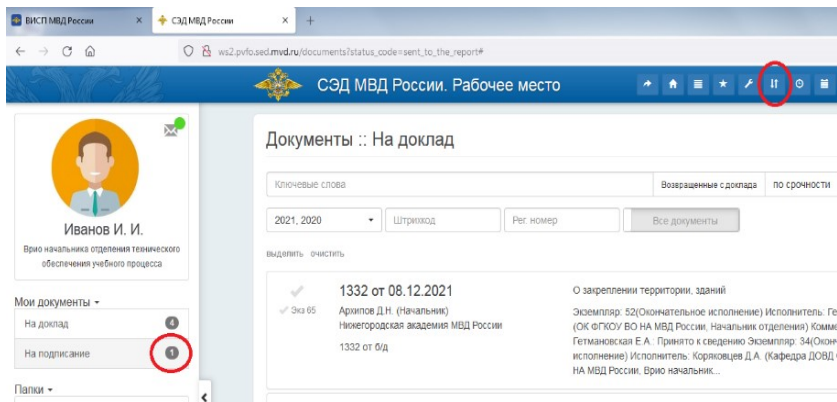 ВИСП МВД России
СЭД МВД России
ws2.pvfo.sed.mvd.ru/documents?status_code=sent_to_the_report#
СЭД МВД России. Рабочее место
Иванов И. И.
Врио начальника отделения технического
обеспечения учебного процесса
Мои документы
На доклад 4
На подписание 1
Папки
Документы :: На доклад
Ключевые слова
Возвращенные с доклада
по срочности
2021, 2020
Штрихкод
Рег. номер
Все документы
выделить очистить
Экз 65
1332 от 08.12.2021
Архипов Д.Н. (Начальник)
Нижегородская академия МВД России
1332 от б/д
О закреплении территории, зданий
Экземпляр: 52(Окончательное исполнение) Исполнитель: Ге
(ОК ФГКОУ ВО НА МВД России, Начальник отделения) Комме
Гетмановская Е.А.: Принято к сведению Экземпляр: 34(Оконч
исполнение) Исполнитель: Коряковцев Д.А. (Кафедра ДОВД
НА МВД России, Врио начальник...